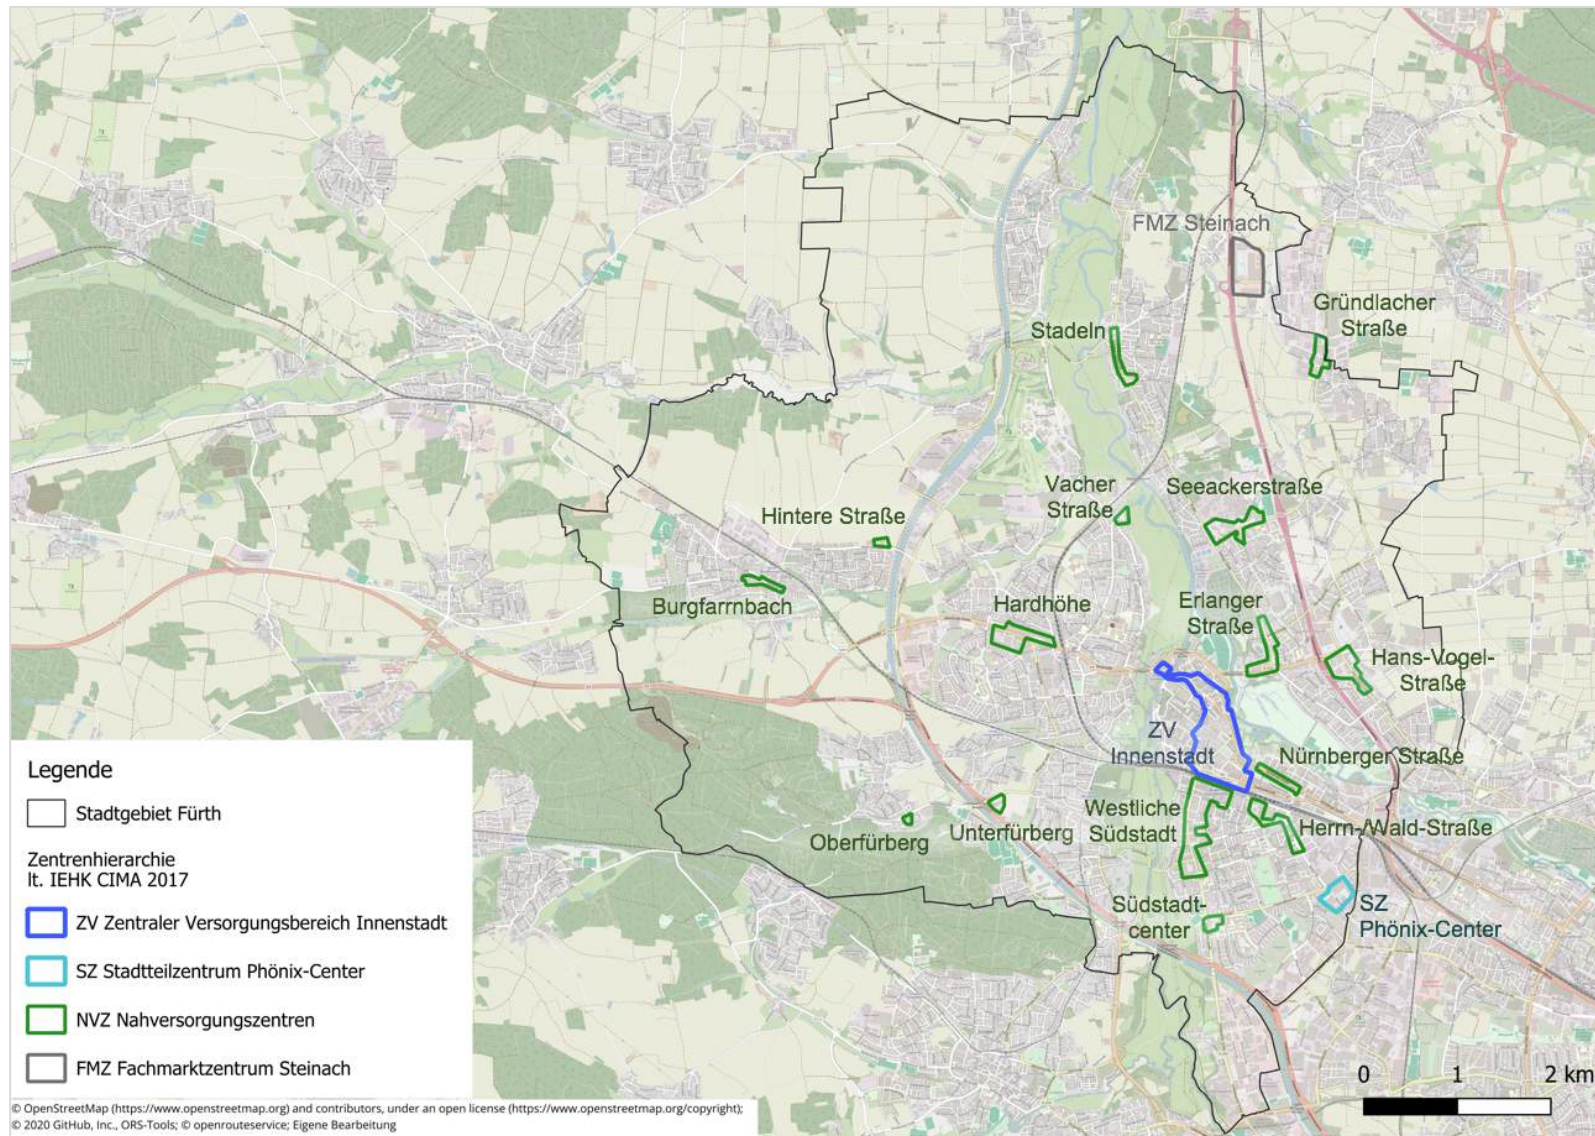 FMZ Steinach
Gründlacher
Straße
Stadeln
Vacher
Straße
Seeackerstraße
Hintere Straße
Burgfarrnbach
Hardhöhe
Erlanger
Straße
Hans-Vogel-
Straße
ZV
Innenstadt
Nürnberger Straße
Westliche
Südstadt
Herrn-/Wald-Straße
Oberfürberg
Unterfürberg
Südstadt-
center
SZ
Phönix-Center
Legende
Stadtgebiet Fürth
Zentrenhierarchie
lt. IEHK CIMA 2017
ZV Zentraler Versorgungsbereich Innenstadt
SZ Stadtteilzentrum Phönix-Center
NVZ Nahversorgungszentren
FMZ Fachmarktzentrum Steinach
0 1 2 km
© OpenStreetMap (https://www.openstreetmap.org) and contributors, under an open license (https://www.openstreetmap.org/copyright);
© 2020 GitHub, Inc., ORS-Tools; © openrouteservice; Eigene Bearbeitung